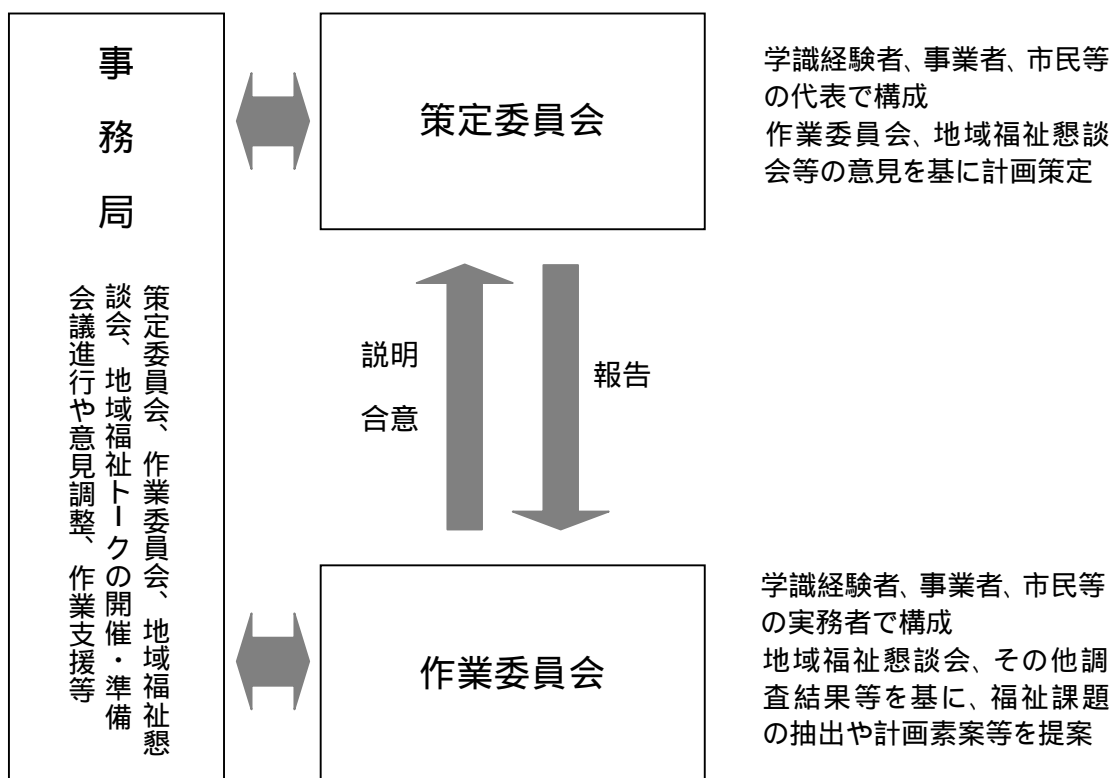 事務局
策定委員会、作業委員会、地域福祉懇
談会、地域福祉トークの開催・準備
会議進行や意見調整、作業支援等
策定委員会
学識経験者、事業者、市民等
の代表で構成
作業委員会、地域福祉懇談
会等の意見を基に計画策定
説明
合意
報告
作業委員会
学識経験者、事業者、市民等
の実務者で構成
地域福祉懇談会、その他調
査結果等を基に、福祉課題
の抽出や計画素案等を提案